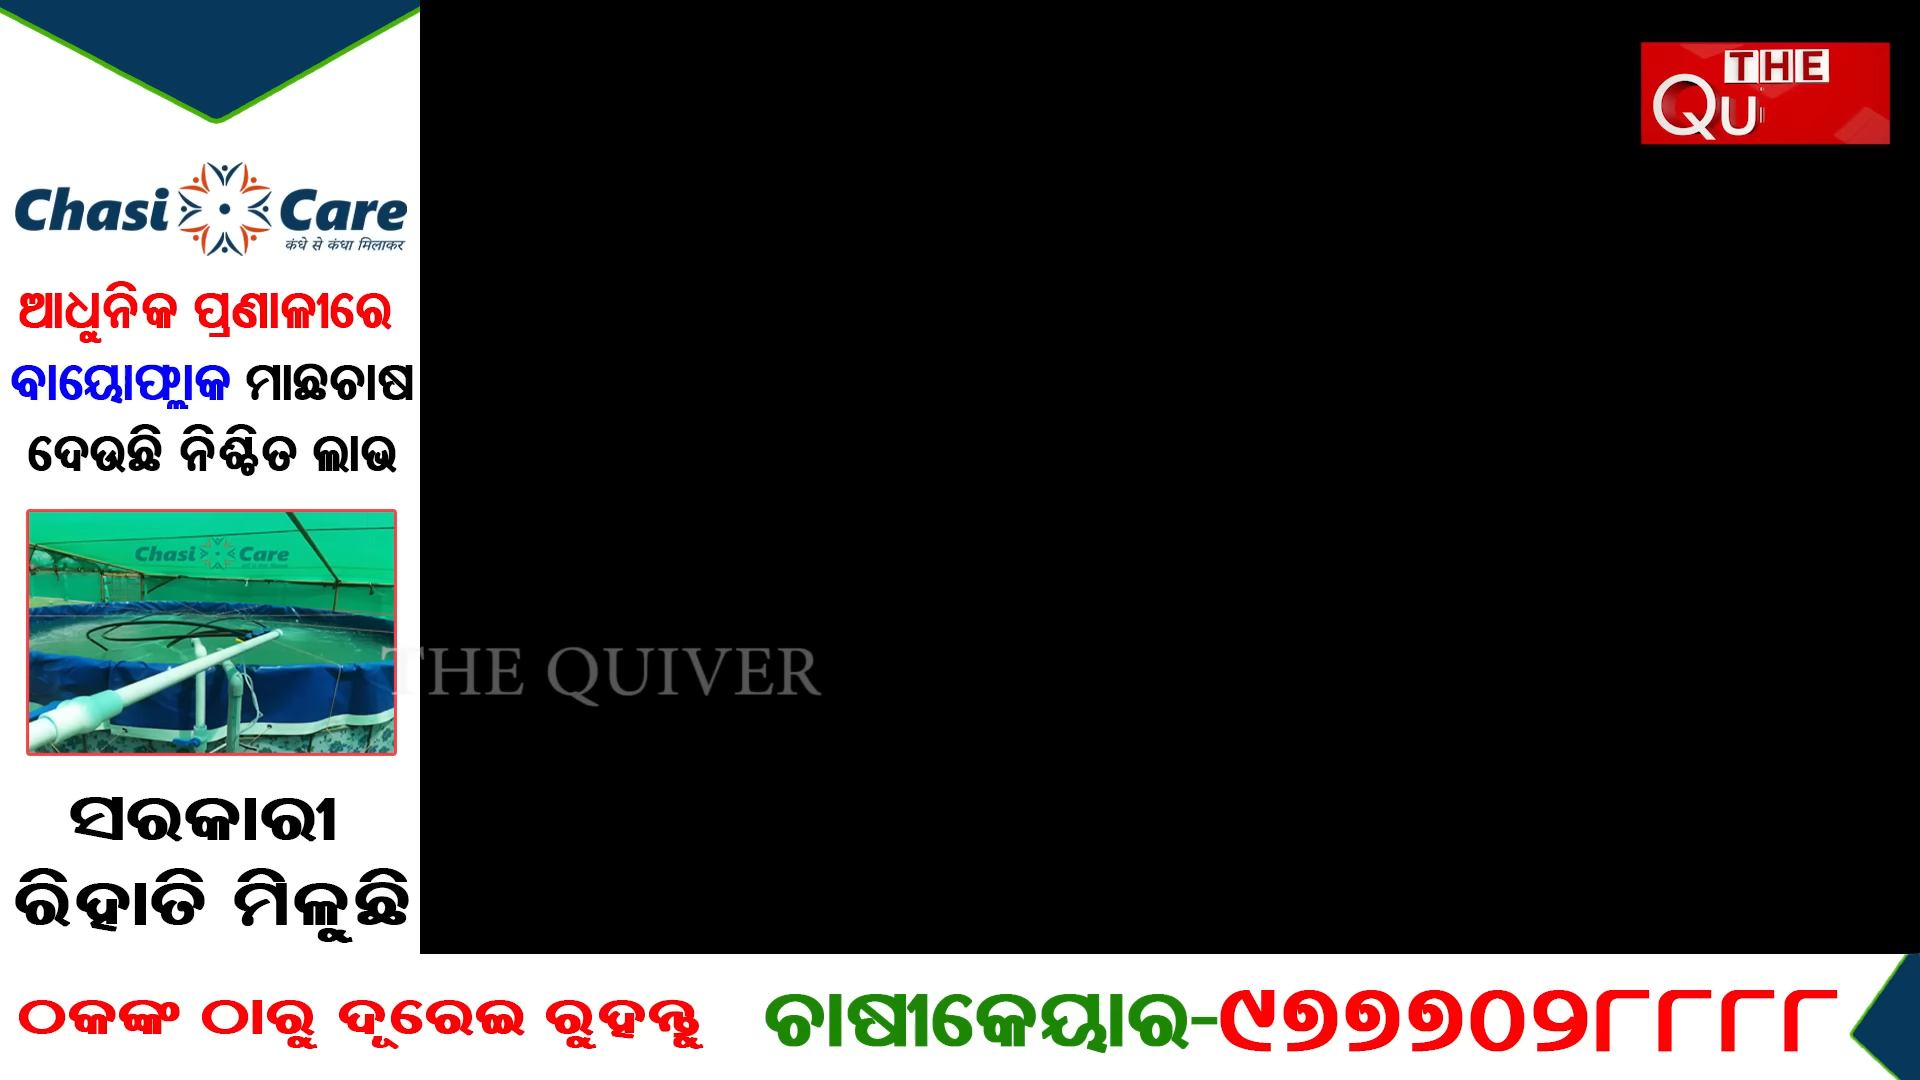 THE
QU
Chasi Care
कंधे से कंधा मिलाकर
ଆଧୁନିକ ପ୍ରଣାଳୀରେ
ବାୟୋଫ୍ଲାକ ମାଛଚାଷ
ଦେଉଛି ନିଶ୍ଚିତ ଲାଭ
Chasi Care
THE QUIVER
ସରକାରୀ
ରିହାତି ମିଳୁଛି
ଠକଙ୍କ ଠାରୁ ଦୂରେଇ ରୁହନ୍ତୁ
ଚାଷୀକେୟାର-୯୭୭୭୦୨୮୮୮୮